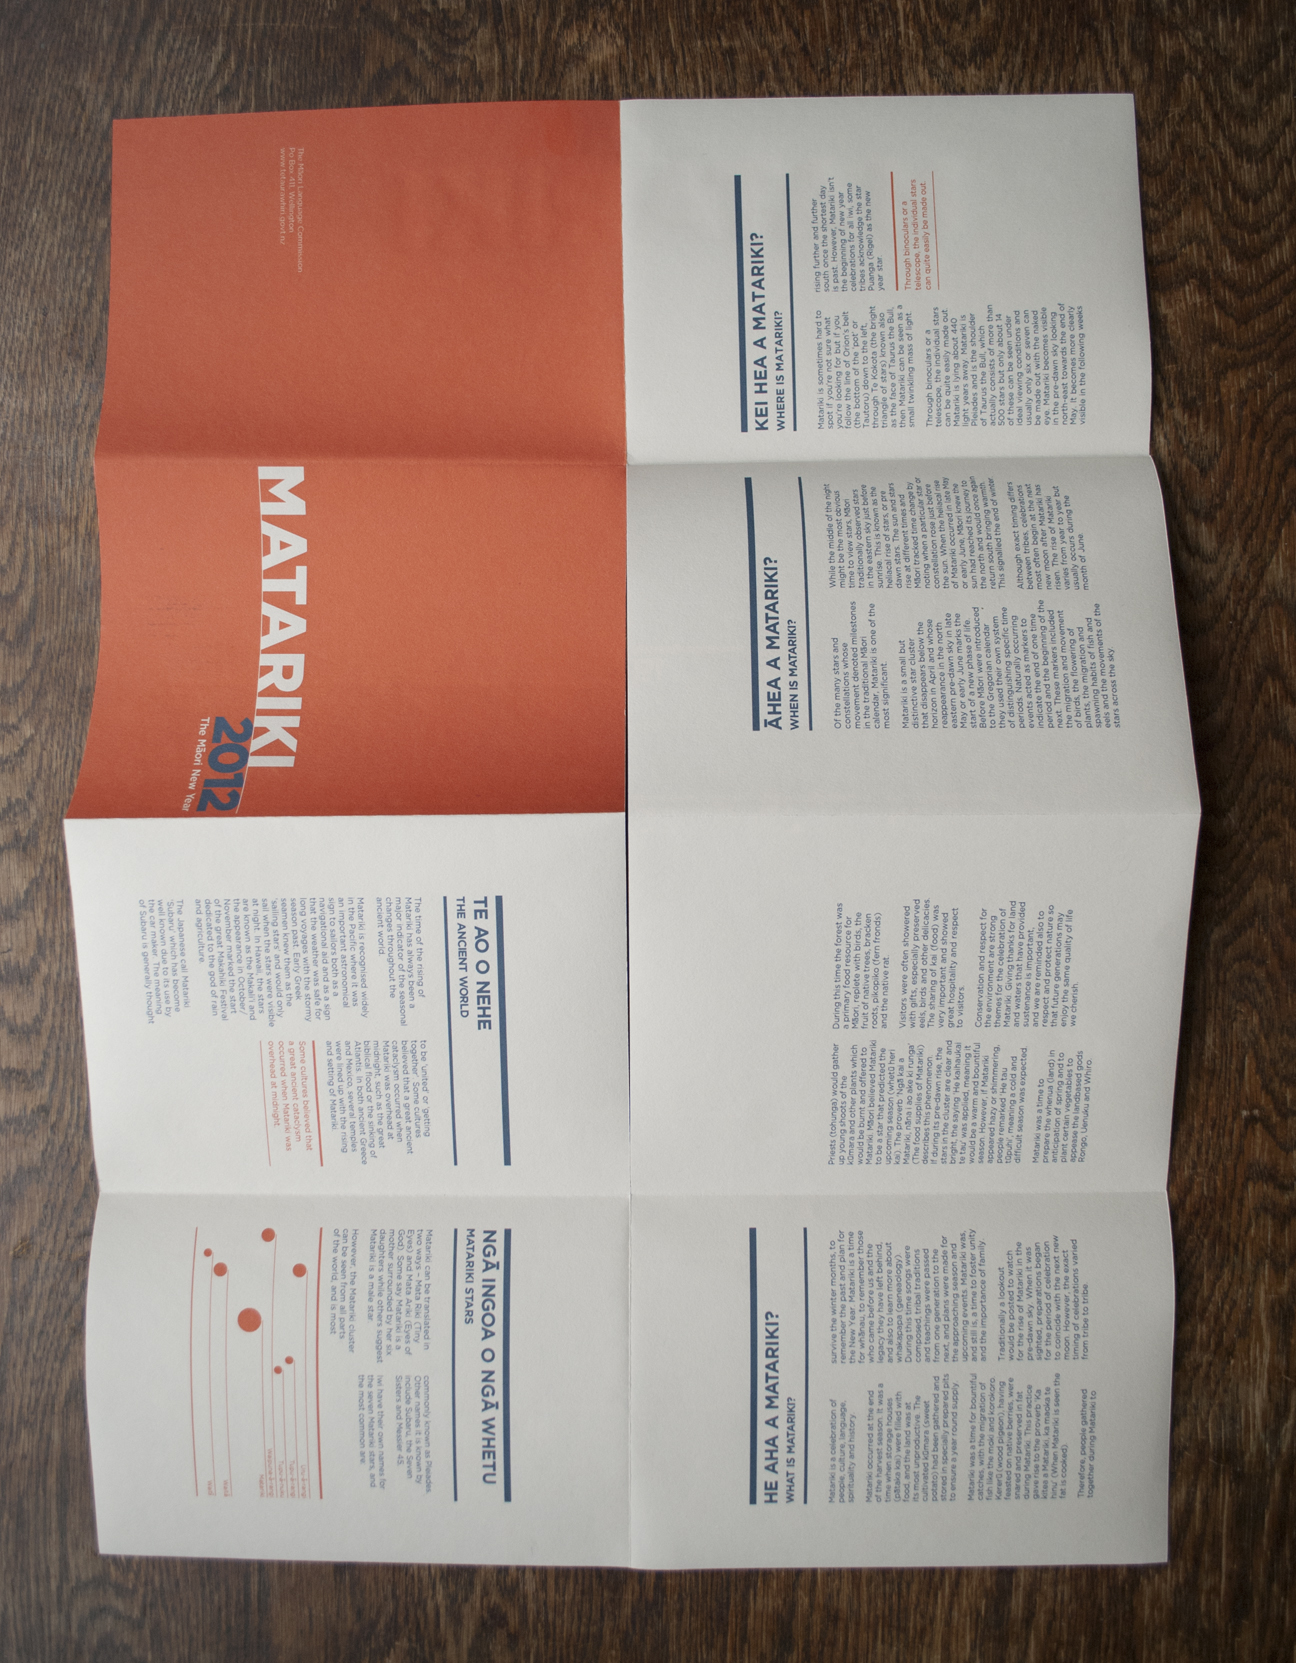 The Māori Language Commission
Po Box 411, Wellington
www.tetaurawhiri.govt.nz
MATARIKI
2012
The Māori New Year
TE AO O NEHE
THE ANCIENT WORLD
The time of the rising of
Matariki has always been a
major indicator of the seasonal
changes throughout the
ancient world.
Matariki is recognised widely
in the Pacific where it was
an important astronomical
sign to sailors both as a
navigational aid and as a sign
that the weather was safe for
long voyages with the stormy
season past. Early Greek
seamen knew them as the
'sailing stars' and would only
sail when the stars were visible
at night. In Hawaii, the stars
are known as the Makali'i and
the appearance in October/
November marked the start
of the great Makahiki Festival
dedicated to the god of rain
and agriculture.
The Japanese call Matariki
'Subaru' which has become
well known due to its use by
the car maker. The meaning
of Subaru is generally thought
to be 'united' or 'getting
together'. Some cultures
believed that a great ancient
cataclysm occurred when
Matariki was overhead at
midnight, such as the great
biblical flood or the sinking of
Atlantis. In both ancient Greece
and Mexico, several temples
were lined up with the rising
and setting of Matariki
Some cultures believed that
a great ancient cataclysm
occurred when Matariki was
overhead at midnight.
NGĀ INGOA O NGĀ WHETU
MATARIKI STARS
Matariki can be translated in
two ways – Mata Riki (Tiny
Eyes) and Mata Ariki (Eyes of
God). Some say Matariki is a
mother surrounded by her six
daughters while others suggest
Matariki is a male star.
However, the Matariki cluster
can be seen from all parts
of the world, and is most
commonly known as Pleiades.
Other names it is known by
include Subaru, the Seven
Sisters and Messier 45.
Iwi have their own names for
the seven Matariki stars, and
the most common are:
KEI HEA A MATARIKI?
WHERE IS MATARIKI?
Matariki is sometimes hard to
spot if you're not sure what
you're looking for but if you
follow the line of Orion's belt
(the bottom of 'the pot' or
Tautoru) down to the left,
through Te Kokota (the bright
triangle of stars) known also
as the face of Taurus the Bull,
then Matariki can be seen as a
small twinkling mass of light.
Through binoculars or a
telescope, the individual stars
can be quite easily made out.
Matariki is lying about 440
light years away. Matariki is
Pleiades and is the shoulder
of Taurus the Bull, which
actually consists of more than
500 stars but only about 14
of these can be seen under
ideal viewing conditions and
usually only six or seven can
be made out with the naked
eye. Matariki becomes visible
in the pre-dawn sky looking
north-east towards the end of
May. It becomes more clearly
visible in the following weeks
rising further and further
south once the shortest day
is past. However, Matariki isn't
the beginning of new year
celebrations for all iwi, some
tribes acknowledge the star
Puanga (Rigel) as the new
year star
Through binoculars or a
telescope, the individual stars
can quite easily be made out.
ĀHEA A MATARIKI?
WHEN IS MATARIKI?
Of the many stars and
constellations whose
movement denoted milestones
in the traditional Māori
calendar, Matariki is one of the
most significant.
Matariki is a small but
distinctive star cluster
that disappears below the
horizon in April and whose
reappearance in the north
eastern pre-dawn sky in late
May or early June marks the
start of a new phase of life.
Before Māori were introduced
to the Gregorian calendar
they used their own system
of distinguishing specific time
periods. Naturally occurring
events acted as markers to
indicate the end of one time
period and the beginning of the
next. These markers included
the migration and movement
of birds, the flowering of
plants, the migration and
spawning habits of fish and
eels and the movements of the
stars across the sky.
While the middle of the night
might be the most obvious
time to view stars, Māori
traditionally observed stars
in the eastern sky just before
sunrise. This is known as the
heliacal rise of stars, or pre
dawn stars. The sun and stars
rise at different times and
Māori tracked time change by
noting when a particular star or
constellation rose just before
the sun. When the heliacal rise
of Matariki occurred in late May
or early June, Māori knew the
sun had reached its journey to
the north and would once again
return south bringing warmth.
This signalled the end of winter
Although exact timing differs
between tribes, celebrations
most often begin at the next
new moon after Matariki has
risen. The rise of Matariki
varies from year to year but
usually occurs during the
month of June
Priests (tohunga) would gather
up young shoots of the
kūmara and other plants which
would be burnt and offered to
Matariki. Māori believed Matariki
to be a star that predicted the
upcoming season (whetū heri
kai). The proverb 'Ngā kai a
Matariki, nāna i ao ake ki runga'
(The food supplies of Matariki)
describes this phenomenon.
If during its pre-dawn rise, the
stars in the cluster are clear and
bright, the saying 'He kaihaukai
te tau' was applied, meaning it
would be a warm and bountiful
season. However, if Matariki
appeared hazy or shimmering,
people remarked 'He tau
tūpuhi', meaning a cold and
difficult season was expected.
Matariki was a time to
prepare the whenua (land) in
anticipation of spring and to
plant certain vegetables to
appease the landbased gods
Rongo, Uenuku and Whiro.
During this time the forest was
a primary food resource for
Māori, replete with birds, the
fruit of native trees, bracken
roots, pikopiko (fern fronds)
and the native rat.
Visitors were often showered
with gifts, especially preserved
eels, birds and other delicacies.
The sharing of kai (food) was
very important and showed
great hospitality and respect
to visitors.
Conservation and respect for
the environment are strong
themes for the celebration of
Matariki. Giving thanks for land
and waters that have provided
sustenance is important,
and we are reminded also to
respect and protect nature so
that future generations may
enjoy the same quality of life
we cherish.
HE AHA A MATARIKI?
WHAT IS MATARIKI?
Matariki is a celebration of
people, culture, language,
spirituality and history.
Matariki occurred at the end
of the harvest season. It was a
time when storage houses
(pātaka kai) were filled with
food, and the land was at
its most unproductive. The
cultivated kūmara (sweet
potato) had been gathered and
stored in specially prepared pits
to ensure a year round supply.
Matariki was a time for bountiful
catches, with the migration of
fish like the moki and korokoro.
Kererū (wood pigeon), having
feasted on native berries, were
snared and preserved in fat
during Matariki. This practice
gave rise to the proverb 'Ka
kitea a Matariki, ka maoka te
hinu' (When Matariki is seen the
fat is cooked).
Therefore, people gathered
together during Matariki to
survive the winter months, to
remember the past and plan for
the New Year. Matariki is a time
for whānau, to remember those
who came before us and the
legacy they have left behind,
and also to learn more about
whakapapa (geneaology).
During this time songs were
composed, tribal traditions
and teachings were passed
from one generation to the
next, and plans were made for
the approaching season and
upcoming events. Matariki was,
and still is, a time to foster unity
and the importance of family.
Traditionally a lookout
would be posted to watch
for the rise of Matariki in the
pre-dawn sky. When it was
sighted, preparations began
for the period of celebration
to coincide with the next new
moon. However, the exact
timing of celebrations varied
from tribe to tribe.